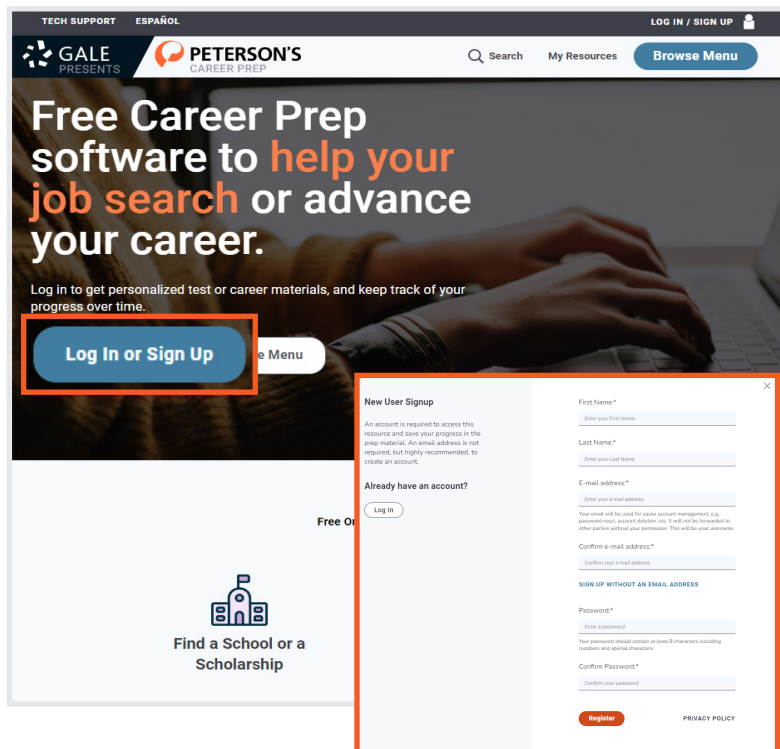 TECH SUPPORT ESPAÑOL LOG IN / SIGN UP
GALE PRESENTS PETERSON'S CAREER PREP Search My Resources Browse Menu
Free Career Prep
software to help your
job search or advance
your career.
Log in to get personalized test or career materials, and keep track of your
progress over time.
Log In or Sign Up Menu
Free
Find a School or a
Scholarship
New User Signup
An account is required to access this
resource and save your progress in the
prep material. An email address is not
required, but highly recommended, to
create an account.
Already have an account?
Log In
First Name:*
Enter your First Name
Last Name:*
Enter your Last Name
E-mail address:*
Enter your e-mail address
Your email will be used for easier account management, e.g.,
password reset, account deletion, etc. It will not be forwarded to
other parties without your permission. This will be your username.
Confirm e-mail address:*
Confirm your e-mail address
SIGN UP WITHOUT AN EMAIL ADDRESS
Password:*
Enter a password
Your password should contain at least 8 characters including
numbers and special characters.
Confirm Password:*
Confirm your password
Register PRIVACY POLICY